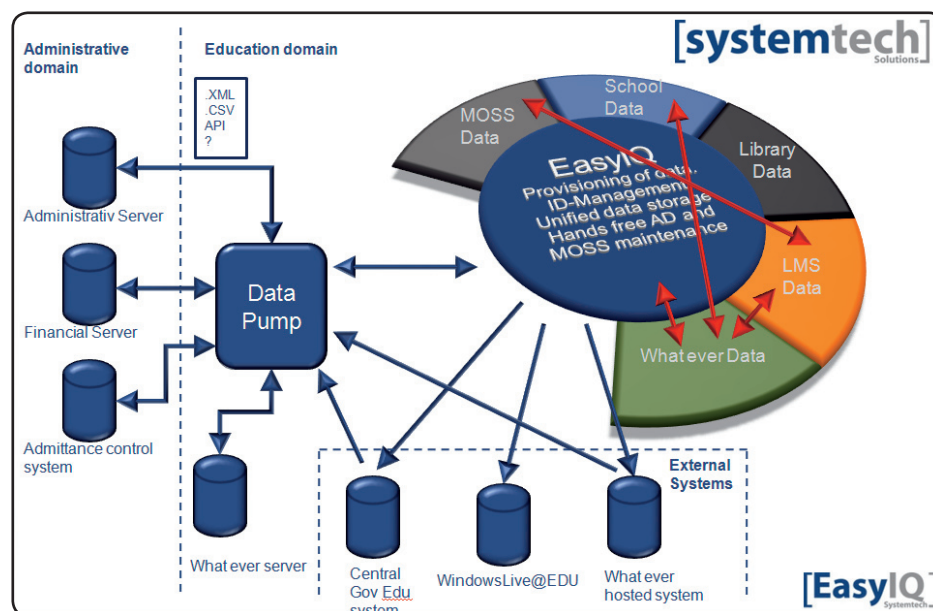 Administrative
domain
Education domain
[systemtech]
Solutions
.XML
.CSV
API
?
MOSS
Data
School
Data
Library
Data
LMS
Data
What ever Data
EasyIQ
Provisioning of data.
ID-Management
Unified data storage
Hands free AD and
MOSS maintenance
Administrativ Server
Data
Pump
Financial Server
Admittance control
system
What ever server
External
Systems
Central
Gov Edu
system
WindowsLive@EDU
What ever
hosted system
[EasyIQ]
Systemtech